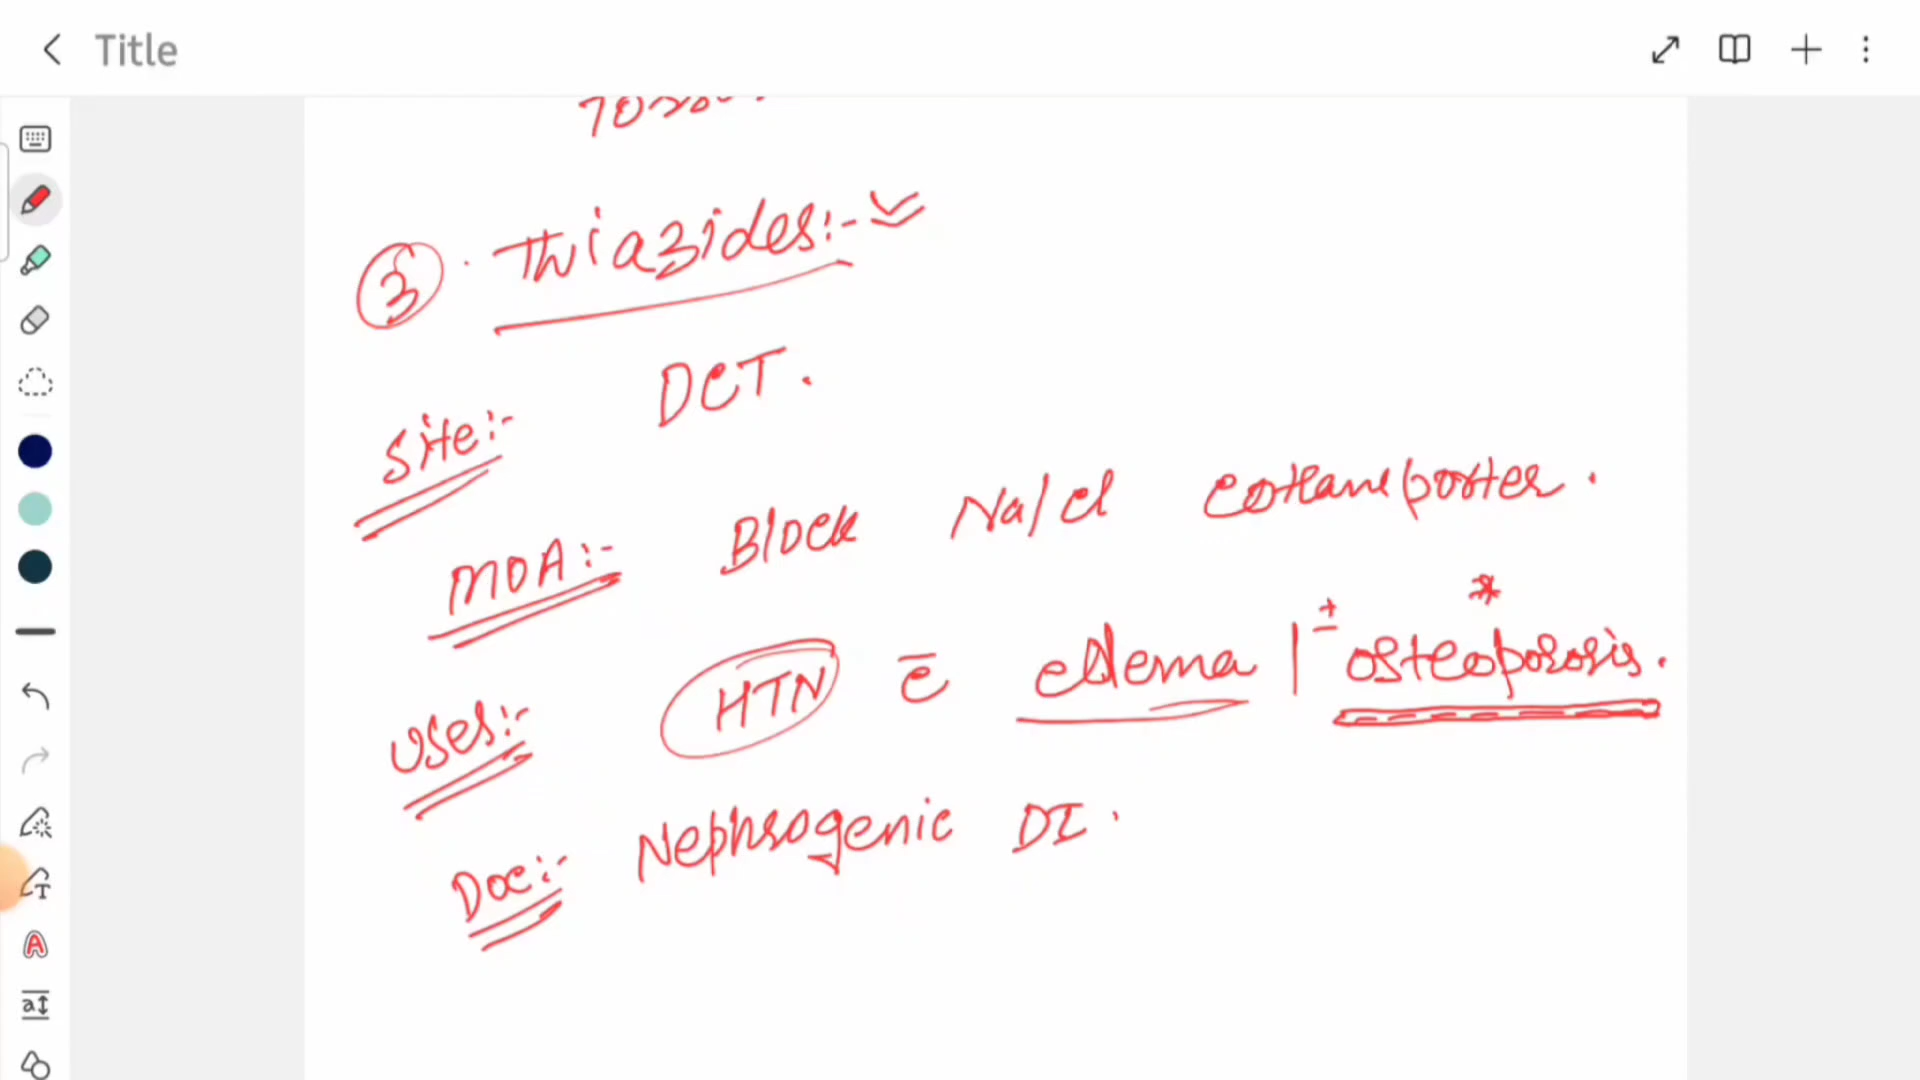 Title
③. Thiazides:-
Site:- DCT.
MOA:- Block Na/cl cotransporter.
Uses:- HTN c̄ edema / ± osteoporosis. *
Doc:- Nephrogenic DI.